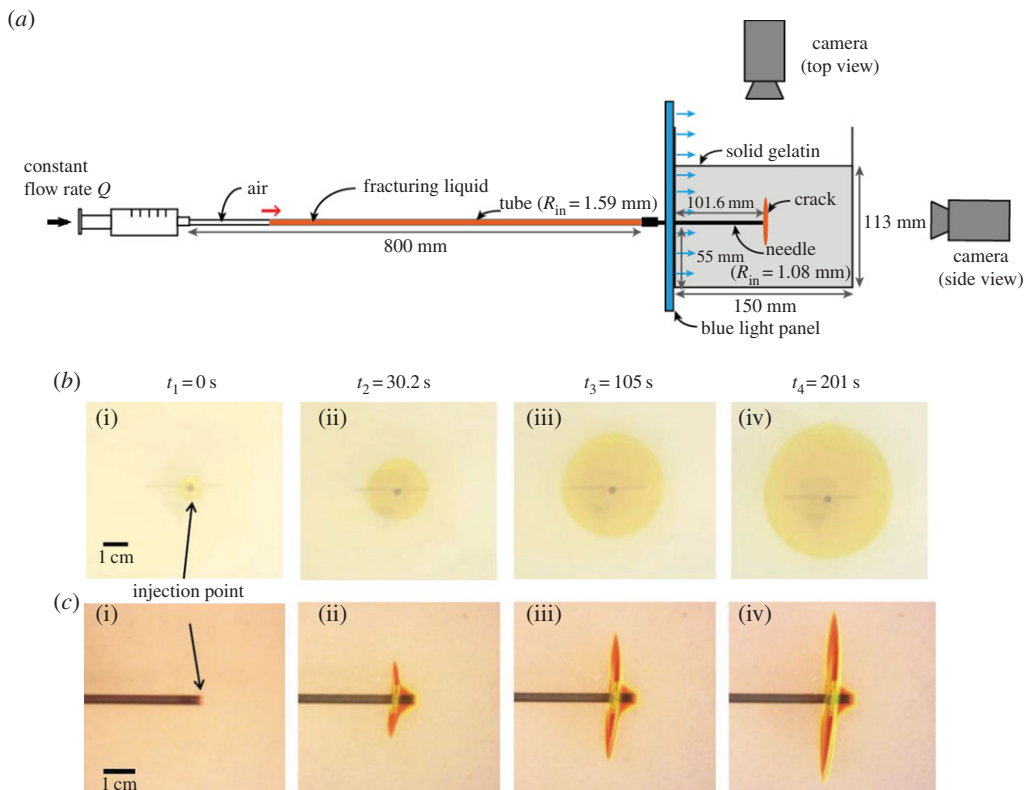 (a)
camera
(top view)
solid gelatin
constant
flow rate Q
air
fracturing liquid
tube (R_in = 1.59 mm)
101.6 mm
crack
113 mm
800 mm
needle
55 mm
(R_in = 1.08 mm)
camera
(side view)
150 mm
blue light panel
(b)
t₁ = 0 s
t₂ = 30.2 s
t₃ = 105 s
t₄ = 201 s
(i)
(ii)
(iii)
(iv)
1 cm
injection point
(c)
(i)
(ii)
(iii)
(iv)
1 cm